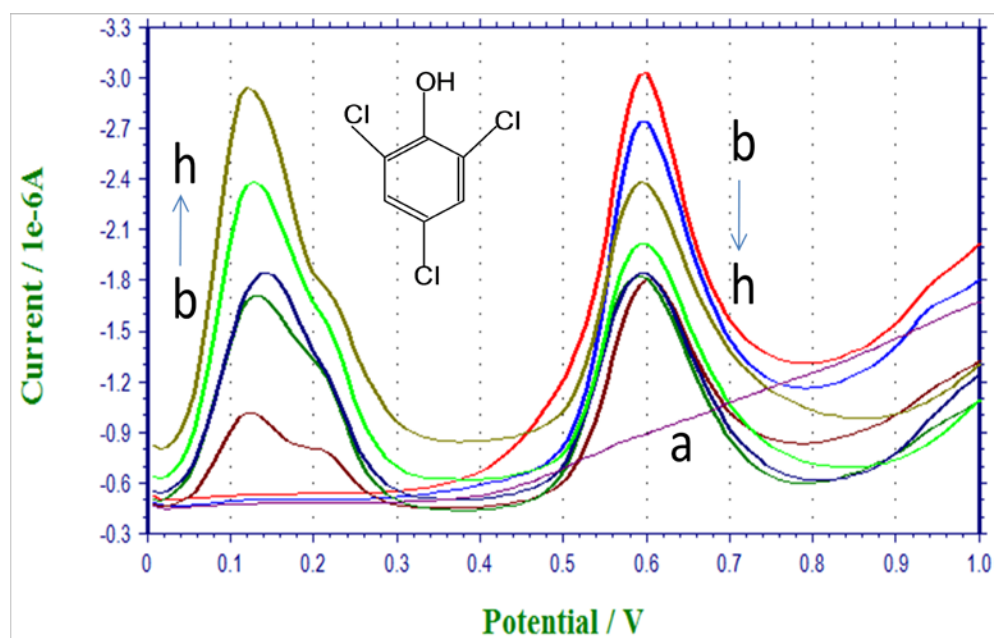 Current / 1e-6A
-3.3
-3.0
-2.7
-2.4
-2.1
-1.8
-1.5
-1.2
-0.9
-0.6
-0.3
OH
Cl
Cl
Cl
h
b
b
h
a
0 0.1 0.2 0.3 0.4 0.5 0.6 0.7 0.8 0.9 1.0
Potential / V